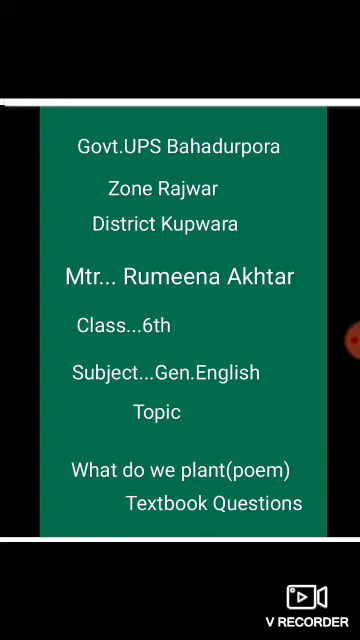 Govt.UPS Bahadurpora
Zone Rajwar
District Kupwara
Mtr... Rumeena Akhtar
Class...6th
Subject...Gen.English
Topic
What do we plant(poem)
Textbook Questions
V RECORDER